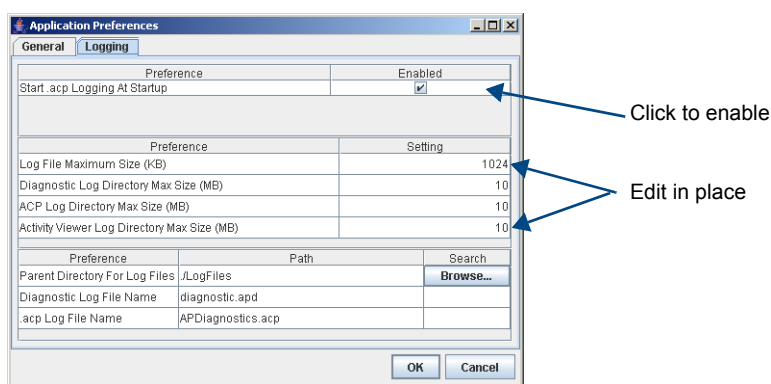 Application Preferences
General Logging
Preference Enabled
Start .acp Logging At Startup
Click to enable
Preference Setting
Log File Maximum Size (KB) 1024
Diagnostic Log Directory Max Size (MB) 10
Edit in place
ACP Log Directory Max Size (MB) 10
Activity Viewer Log Directory Max Size (MB) 10
Preference Path Search
Parent Directory For Log Files ./LogFiles Browse...
Diagnostic Log File Name diagnostic.apd
.acp Log File Name APDiagnostics.acp
OK Cancel